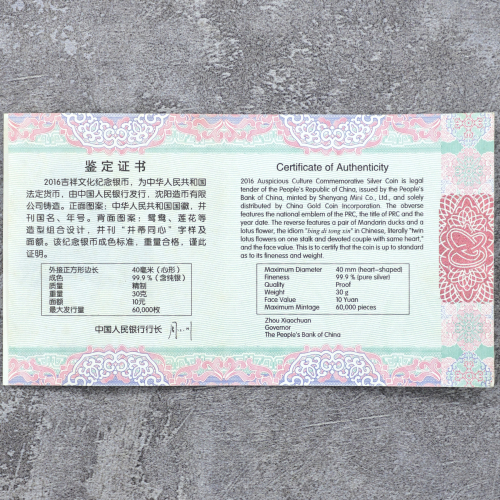 鉴定证书
2016吉祥文化纪念银币，为中华人民共和国
法定货币，由中国人民银行发行，沈阳造币有限
公司铸造。正面图案：中华人民共和国国徽，并
刊国名、年号。背面图案：鸳鸯、莲花等
造型组合设计，并刊“并蒂同心”字样及
面额。该纪念银币成色标准，重量合格，谨此
证明。
外接正方形边长 40毫米（心形）
成色 99.9％（含纯银）
质量 精制
重量 30克
面额 10元
最大发行量 60,000枚
中国人民银行行长
Certificate of Authenticity
2016 Auspicious Culture Commemorative Silver Coin is legal
tender of the People's Republic of China, issued by the People's
Bank of China, minted by Shenyang Mint Co., Ltd., and solely
distributed by China Gold Coin Incorporation. The obverse
features the national emblem of the PRC, the title of PRC and the
year date. The reverse features a pair of Mandarin ducks and a
lotus flower, the idiom "bing di tong xin" in Chinese, literally "twin
lotus flowers on one stalk and devoted couple with same heart,"
and the face value. This is to certify that the coin is up to standard
as to its fineness and weight.
Maximum Diameter 40 mm (heart-shaped)
Fineness 99.9% (pure silver)
Quality Proof
Weight 30 g
Face Value 10 Yuan
Maximum Mintage 60,000 pieces
Zhou Xiaochuan
Governor
The People's Bank of China